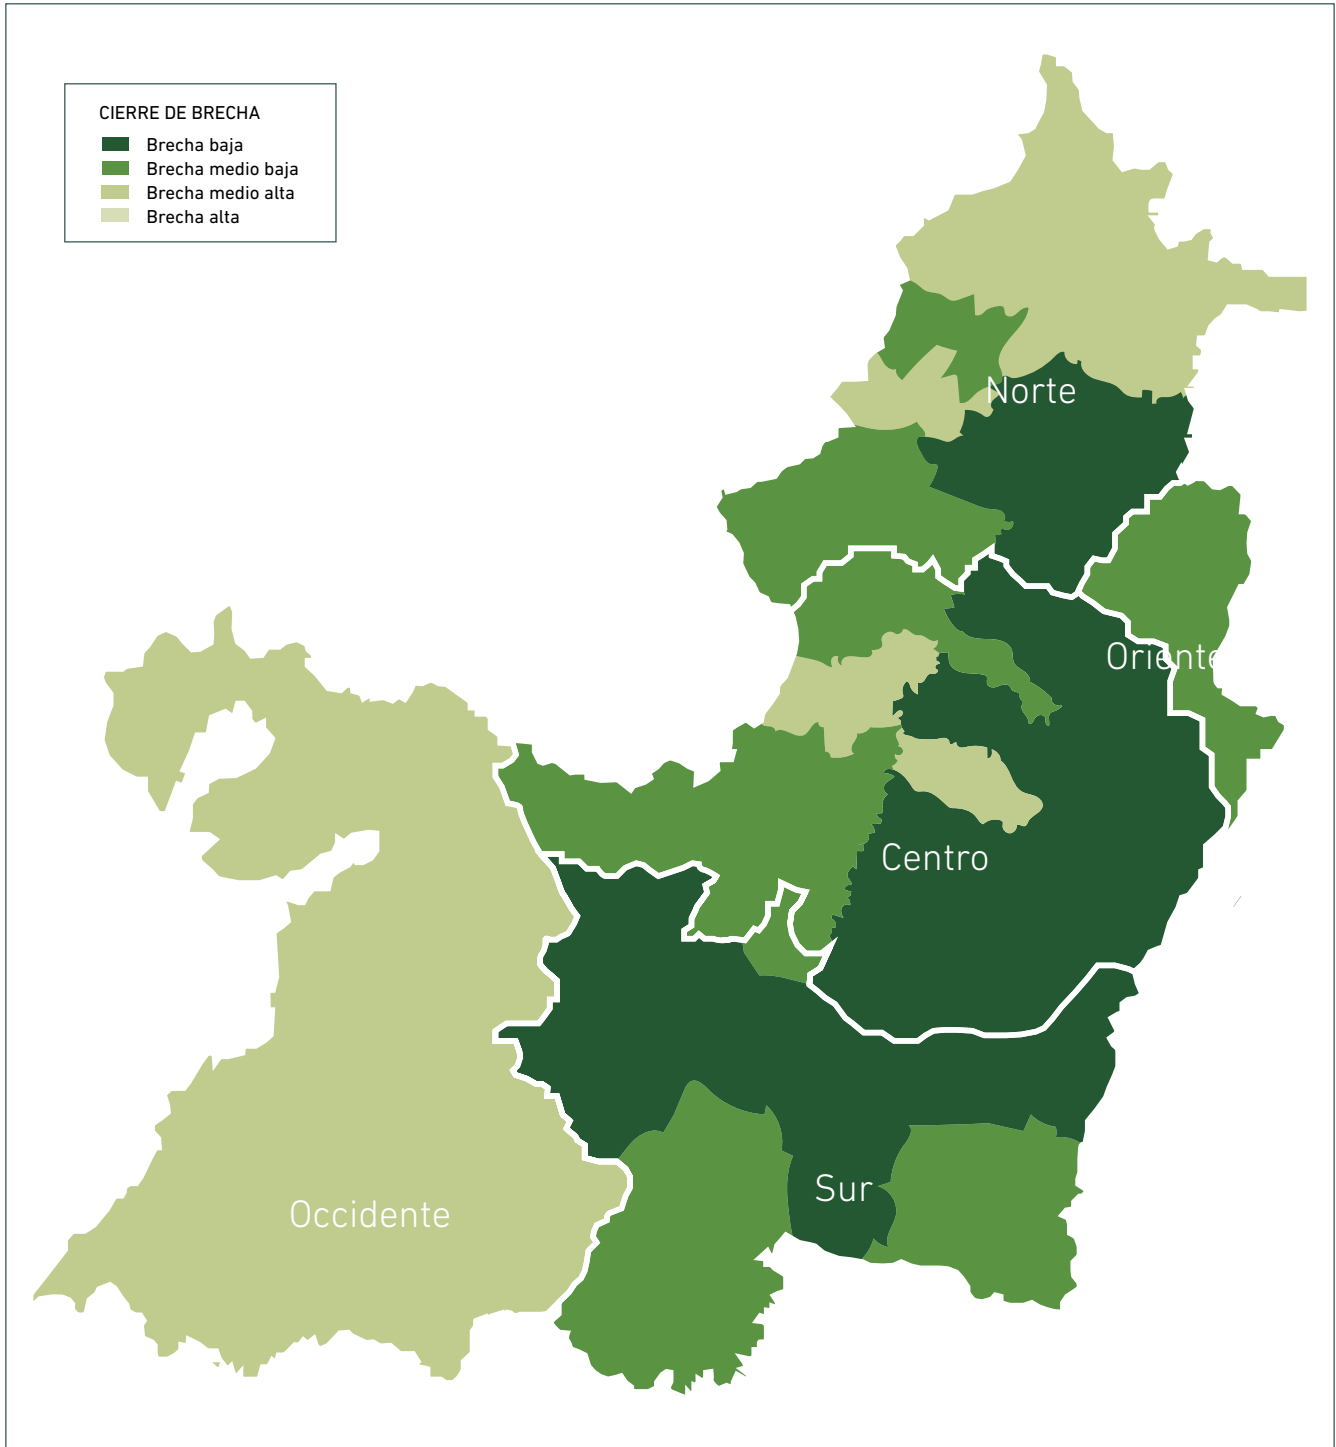 CIERRE DE BRECHA
Brecha baja
Brecha medio baja
Brecha medio alta
Brecha alta
Norte
Oriente
Centro
Sur
Occidente